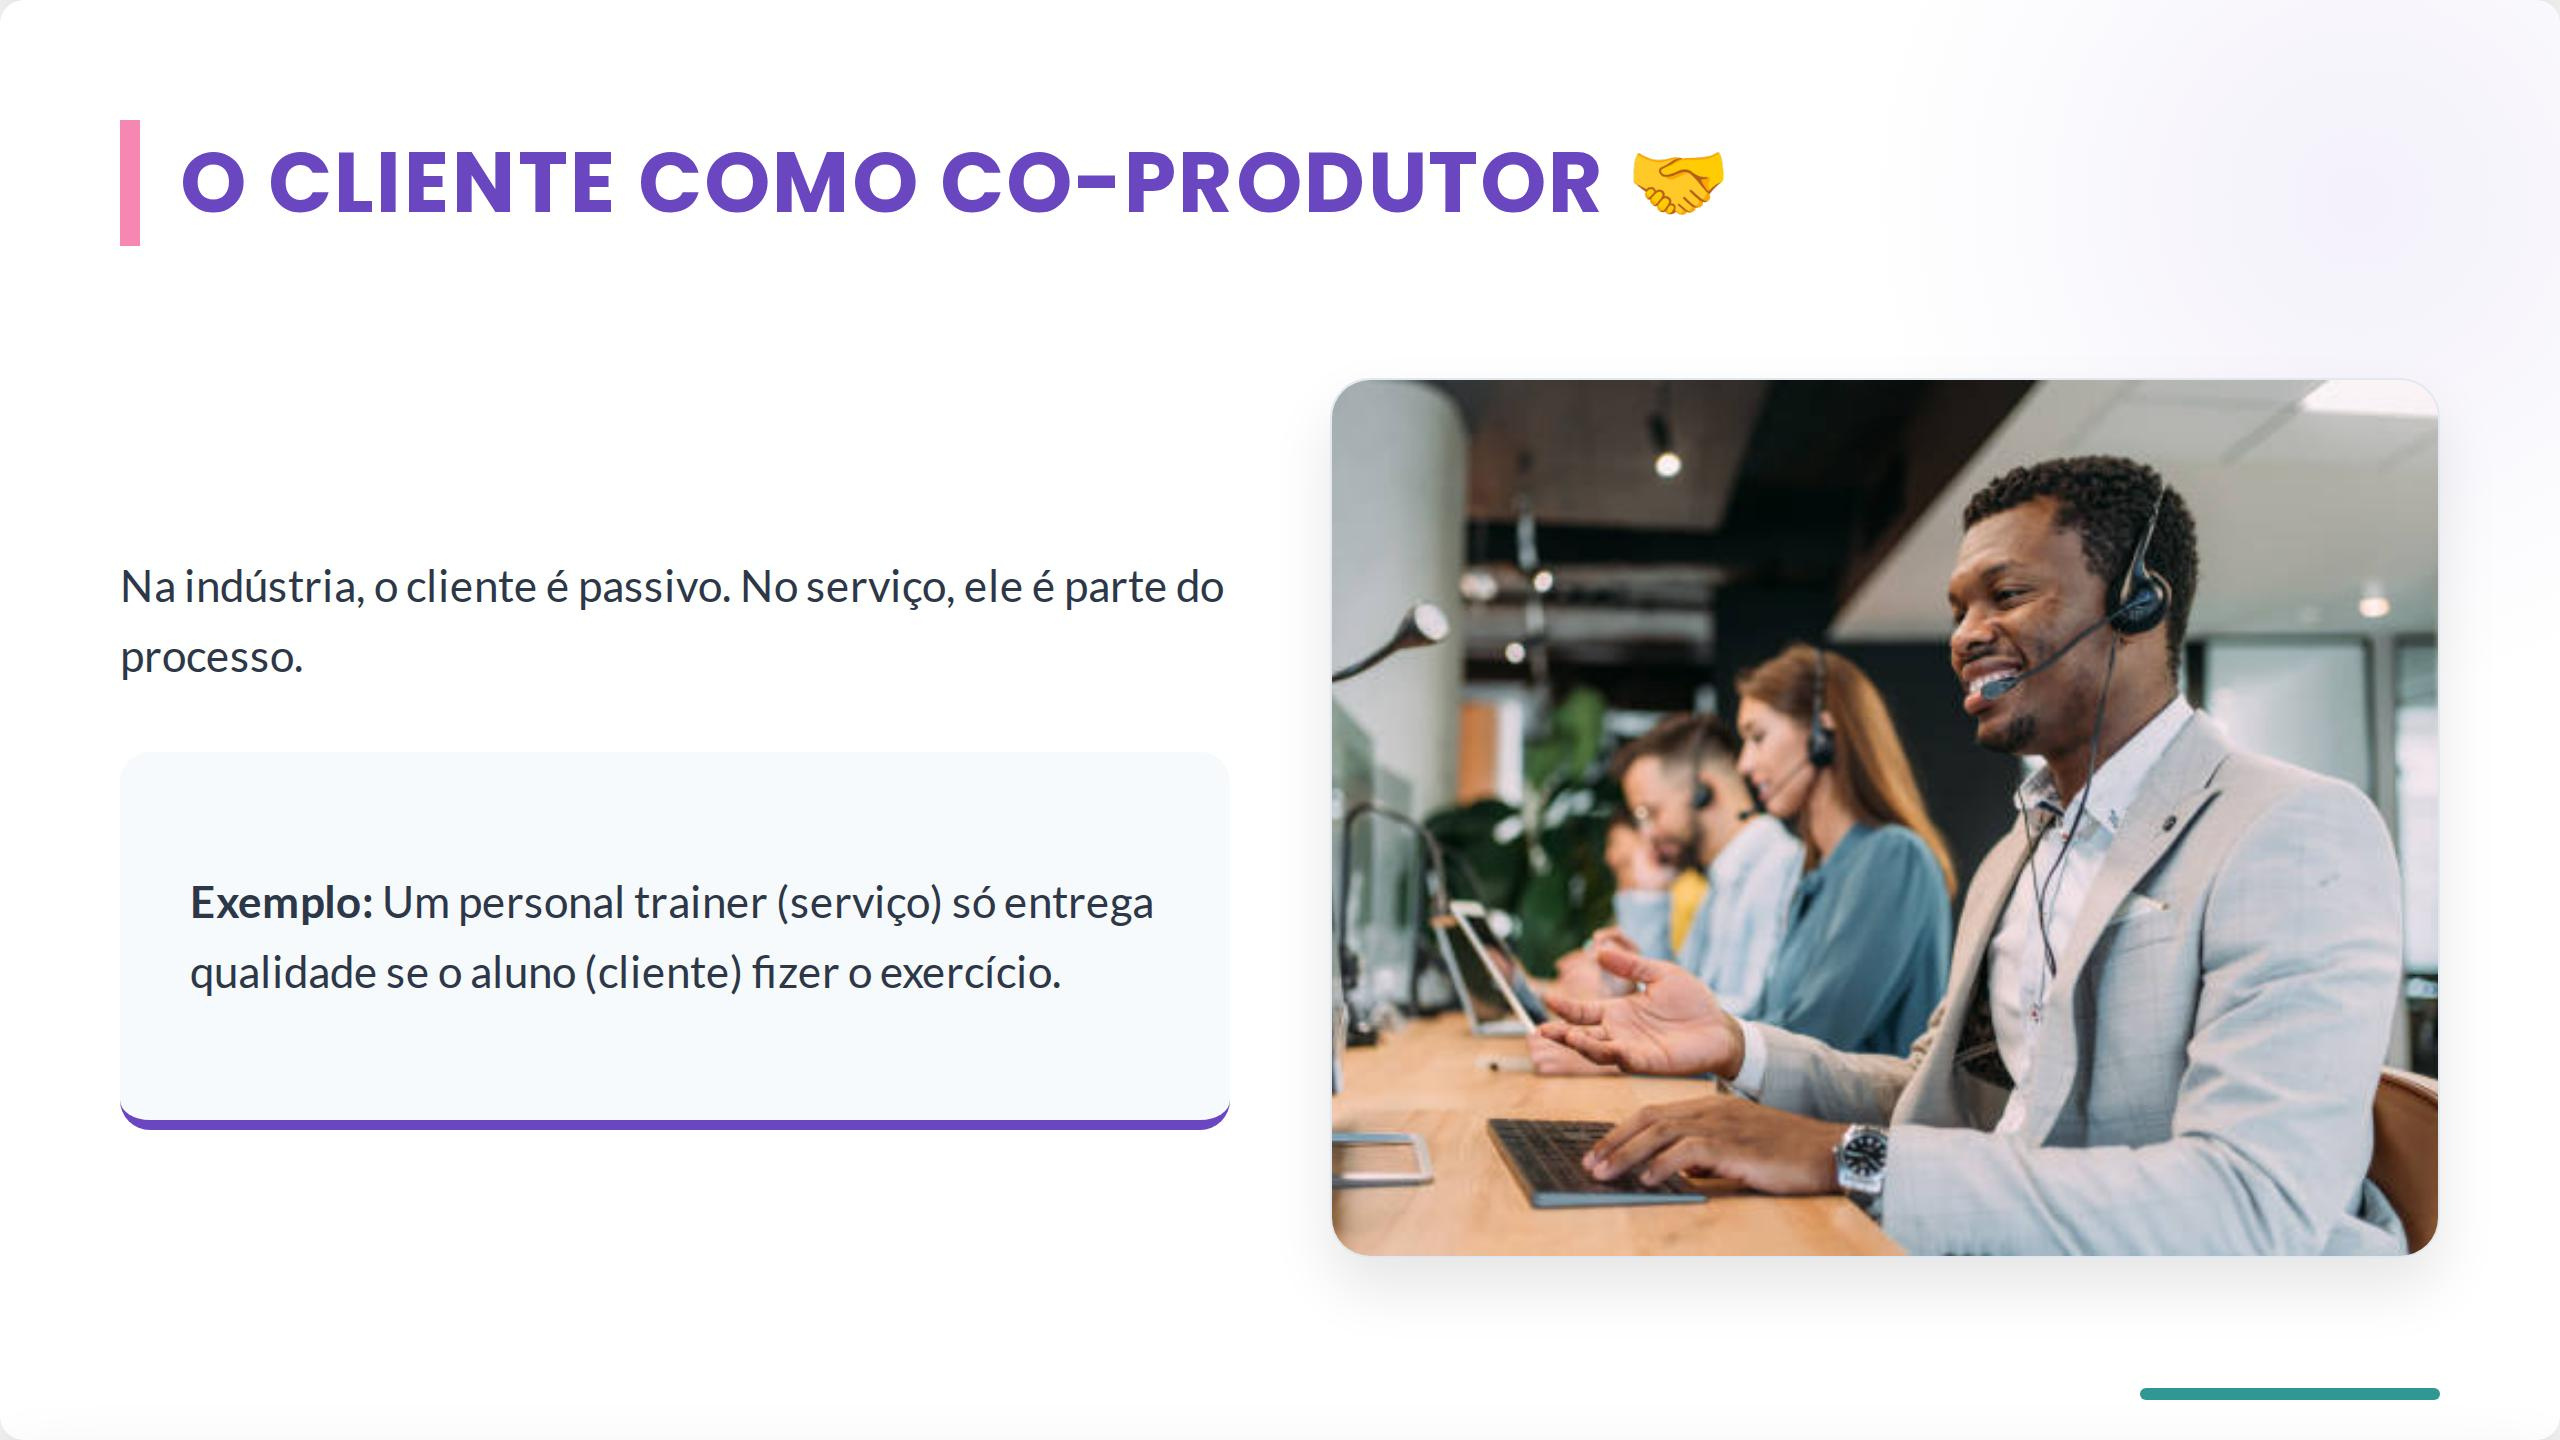 O CLIENTE COMO CO-PRODUTOR 🤝
Na indústria, o cliente é passivo. No serviço, ele é parte do
processo.
Exemplo: Um personal trainer (serviço) só entrega
qualidade se o aluno (cliente) fizer o exercício.